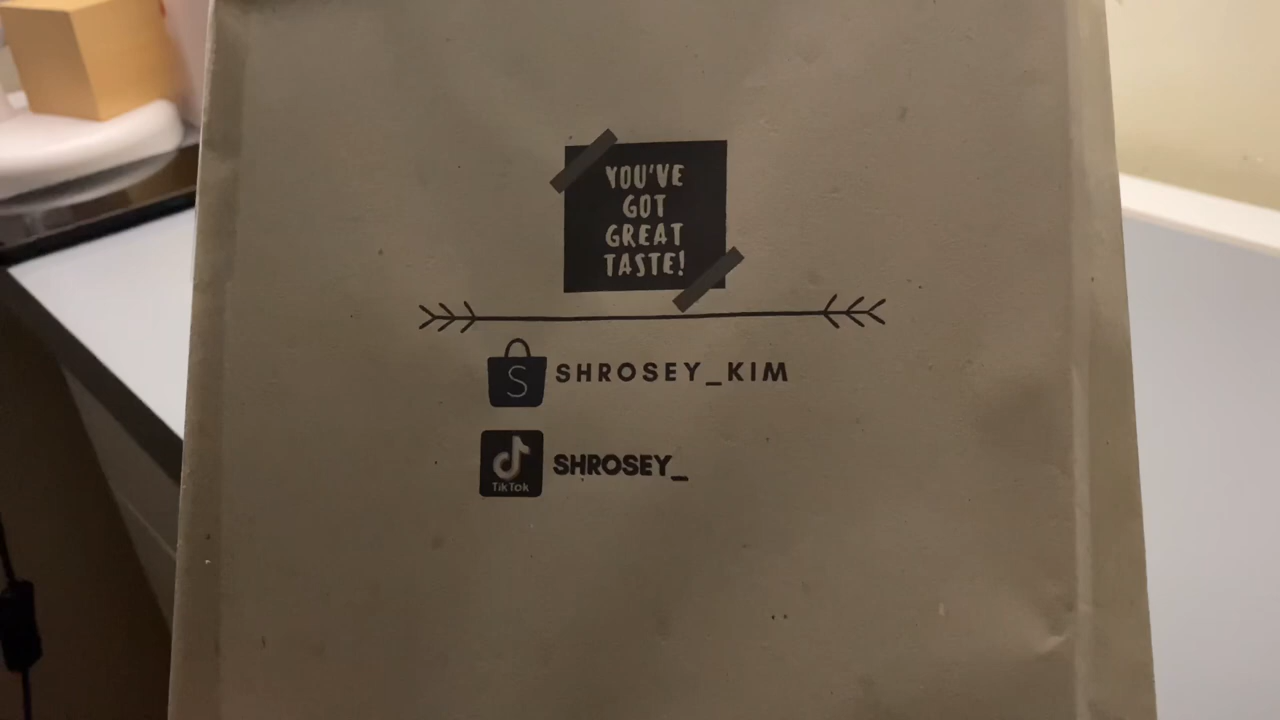 YOU'VE
GOT
GREAT
TASTE!
S SHROSEY_KIM
TikTok SHROSEY_